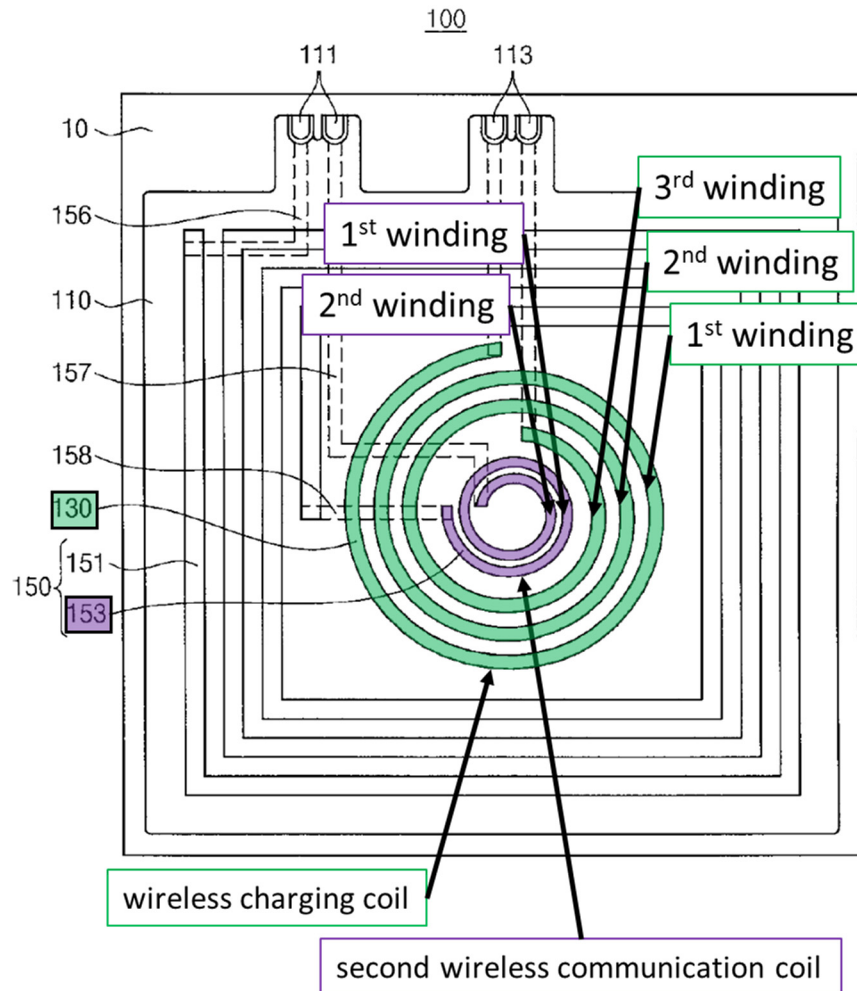 100
111
113
10
3rd winding
156
1st winding
2nd winding
110
2nd winding
1st winding
157
158
130
151
150
153
wireless charging coil
second wireless communication coil